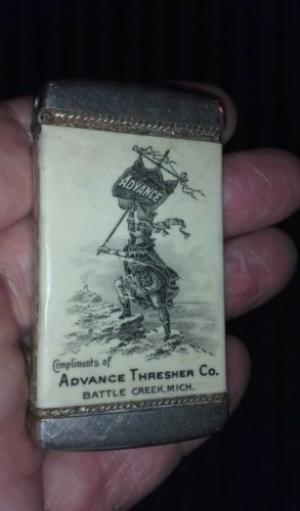 ADVANCE
Compliments of
ADVANCE THRESHER CO.
BATTLE CREEK, MICH.